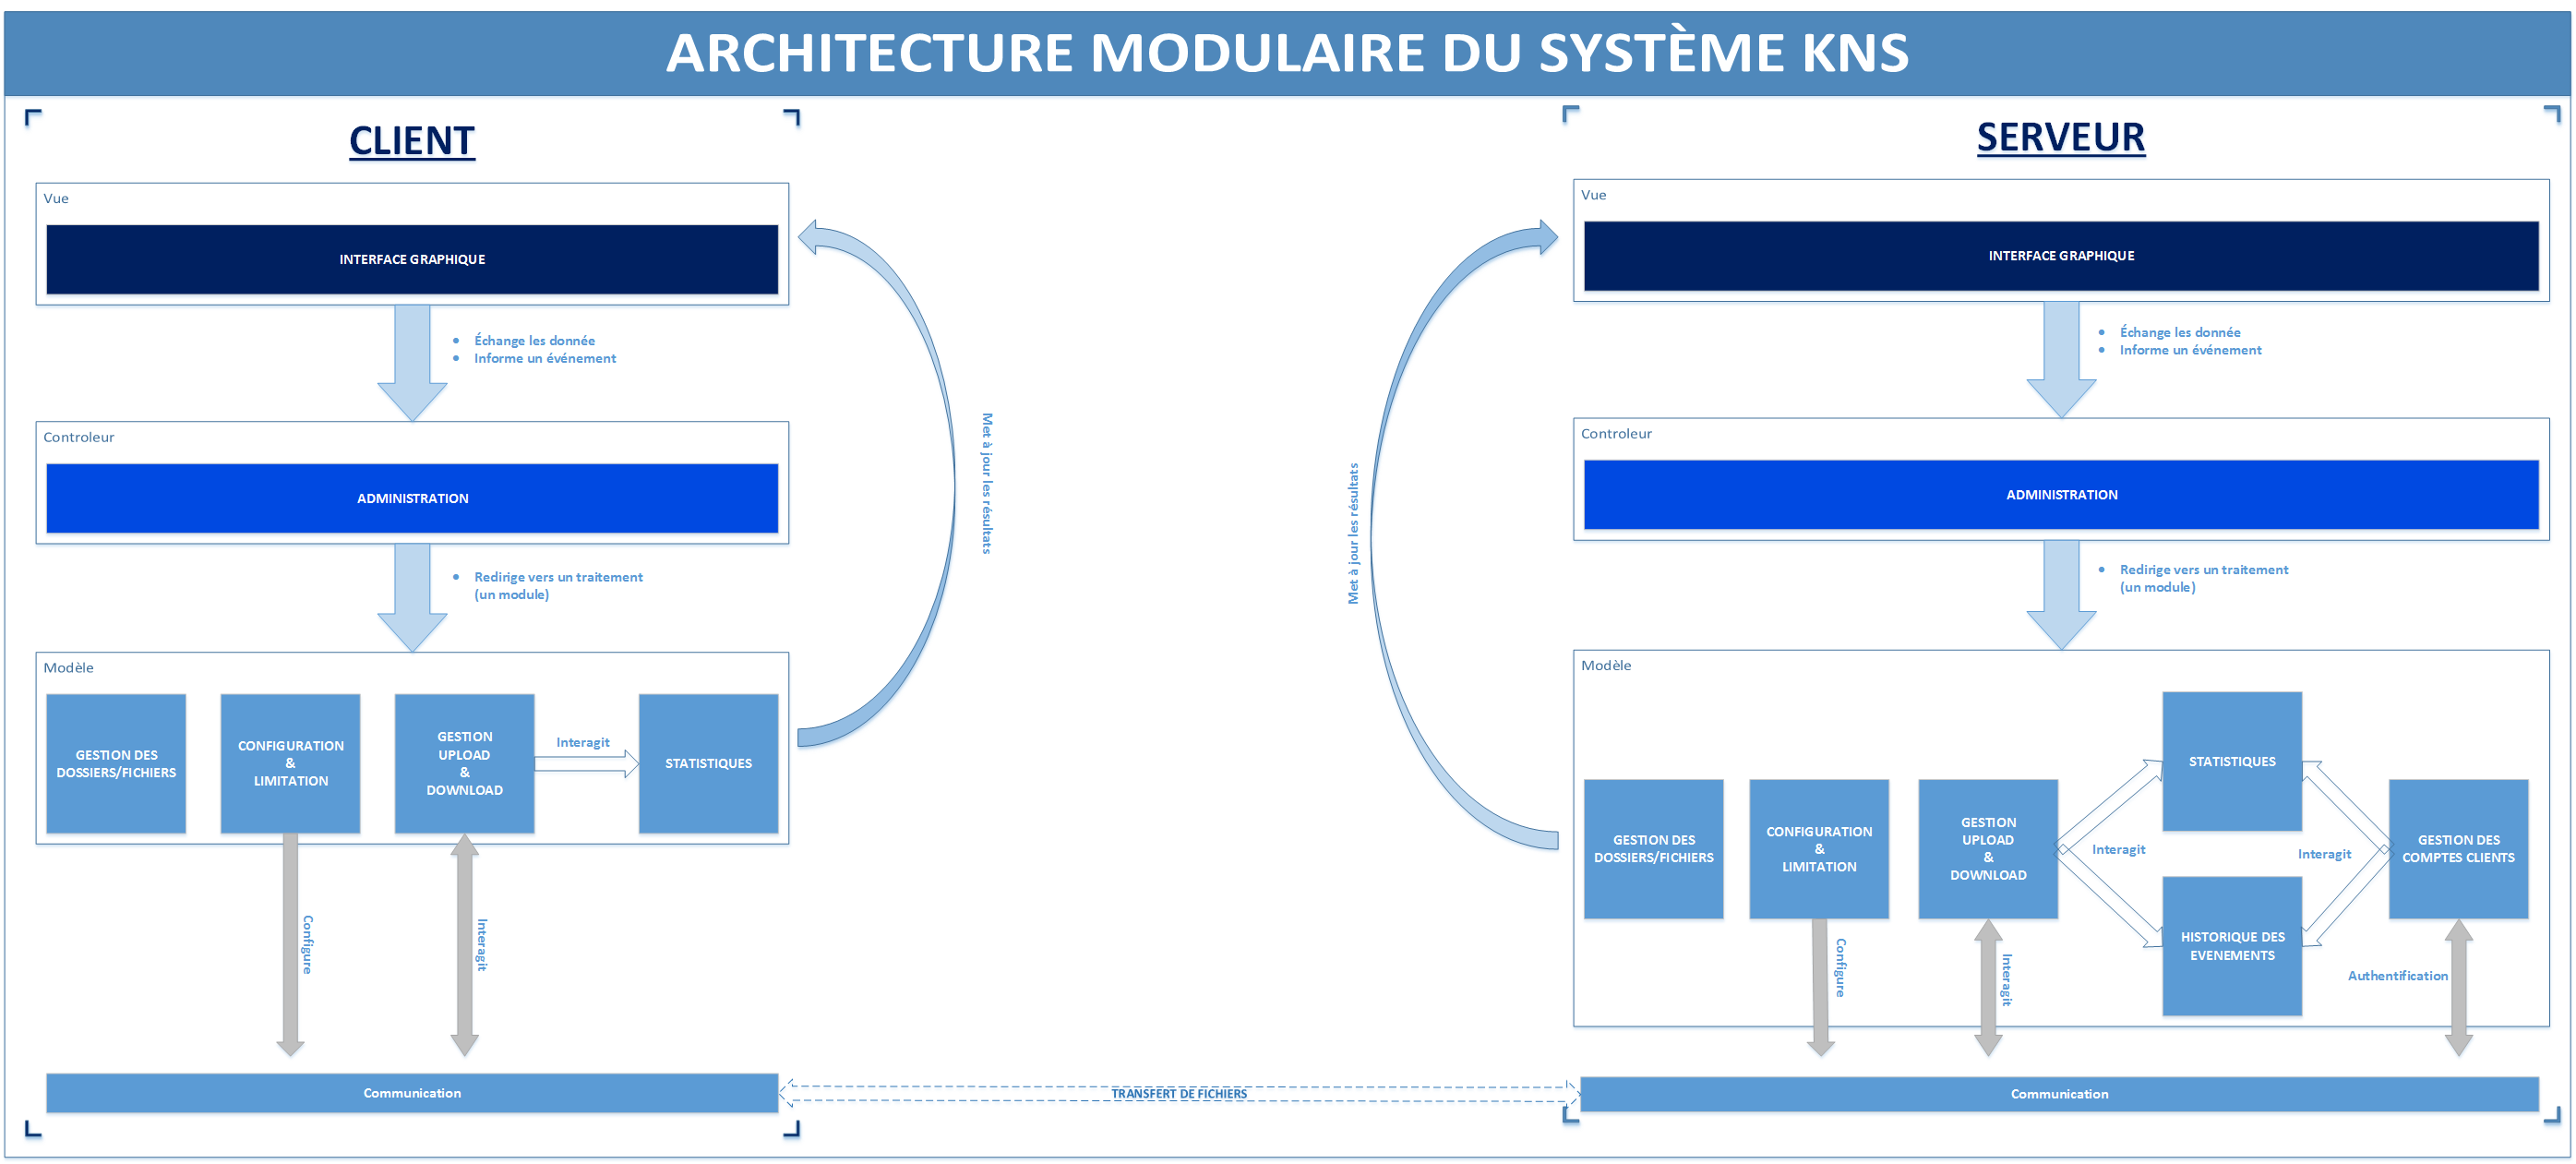 ARCHITECTURE MODULAIRE DU SYSTÈME KNS
CLIENT
Vue
INTERFACE GRAPHIQUE
• Échange les donnée
• Informe un événement
Controleur
ADMINISTRATION
• Redirige vers un traitement
(un module)
Modèle
GESTION DES
DOSSIERS/FICHIERS
CONFIGURATION
&
LIMITATION
GESTION
UPLOAD
&
DOWNLOAD
Interagit
STATISTIQUES
Configure
Interagit
Communication
Met à jour les résultats
TRANSFERT DE FICHIERS
Met à jour les résultats
SERVEUR
Vue
INTERFACE GRAPHIQUE
• Échange les donnée
• Informe un événement
Controleur
ADMINISTRATION
• Redirige vers un traitement
(un module)
Modèle
GESTION DES
DOSSIERS/FICHIERS
CONFIGURATION
&
LIMITATION
GESTION
UPLOAD
&
DOWNLOAD
Interagit
STATISTIQUES
HISTORIQUE DES
EVENEMENTS
Interagit
GESTION DES
COMPTES CLIENTS
Configure
Interagit
Authentification
Communication